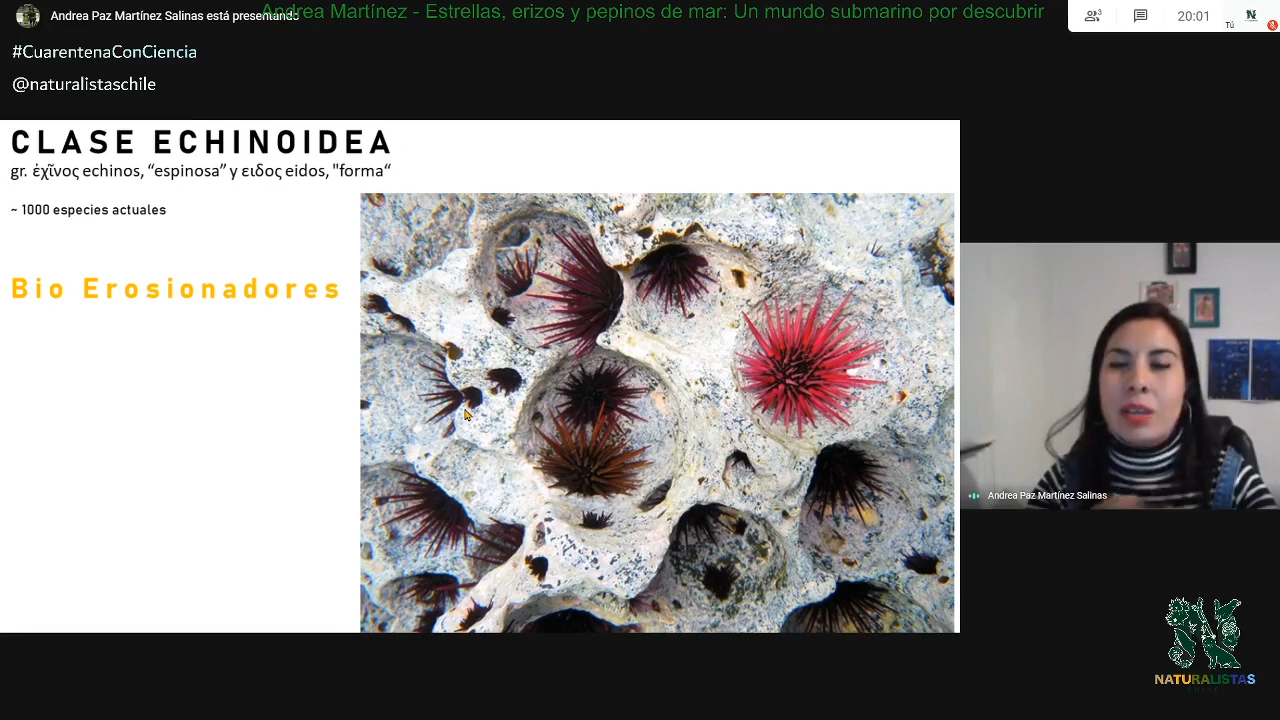 Andrea Paz Martínez Salinas está presentando
Andrea Martínez - Estrellas, erizos y pepinos de mar: Un mundo submarino por descubrir
3
20:01
Tú
#CuarentenaConCiencia
@naturalistaschile
CLASE ECHINOIDEA
gr. ἐχῖνος echinos, “espinosa” y ειδος eidos, "forma“
~ 1000 especies actuales
Bio Erosionadores
Andrea Paz Martínez Salinas
NATURALISTAS